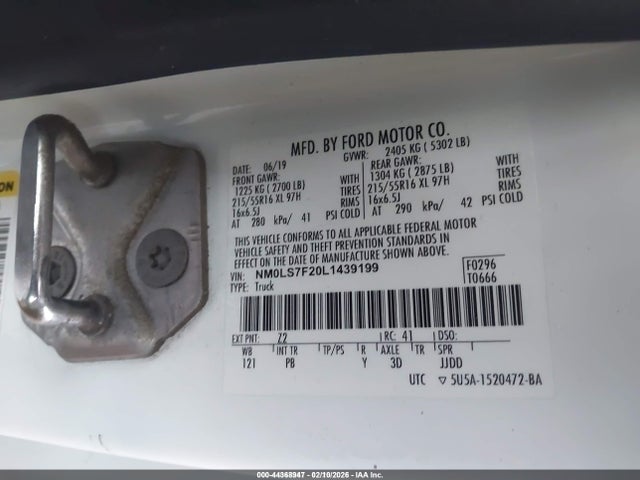 ON
MFD. BY FORD MOTOR CO.
DATE: 06/19 GVWR: 2405 KG ( 5302 LB)
FRONT GAWR: WITH REAR GAWR: WITH
1225 KG ( 2700 LB) TIRES 1304 KG ( 2875 LB) TIRES
215/55R16 XL 97H RIMS 215/55R16 XL 97H RIMS
16x6.5J 16x6.5J
AT 280 kPa/ 41 PSI COLD AT 290 kPa/ 42 PSI COLD
THIS VEHICLE CONFORMS TO ALL APPLICABLE FEDERAL MOTOR
VEHICLE SAFETY AND THEFT PREVENTION STANDARDS IN
EFFECT ON THE DATE OF MANUFACTURE SHOWN ABOVE.
VIN: NM0LS7F20L1439199 F0296
TYPE: Truck T0666
EXT PNT: Z2 RC: 41 DSO:
WB INT TR TP/PS R AXLE TR SPR
121 PB Y 3D JJDD
UTC ▽ 5U5A-1520472-BA
000-44368947 - 02/10/2026 - COPYRIGHT IAA